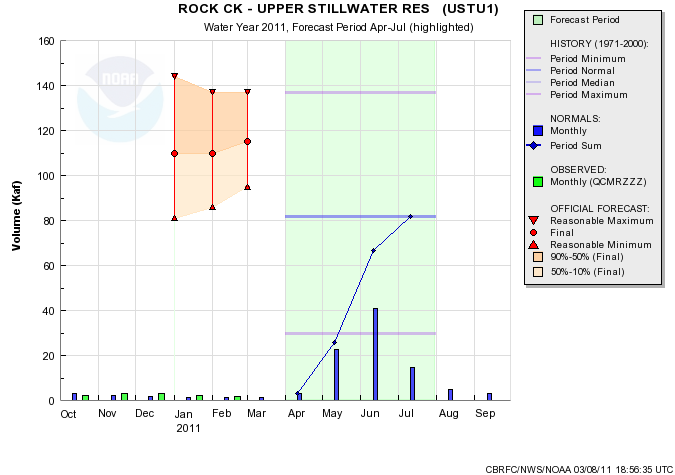 ROCK CK - UPPER STILLWATER RES (USTU1)
Water Year 2011, Forecast Period Apr-Jul (highlighted)
Volume (Kaf)
160
140
120
100
80
60
40
20
0
NOAA
Oct
Nov
Dec
Jan
2011
Feb
Mar
Apr
May
Jun
Jul
Aug
Sep
Forecast Period
HISTORY (1971-2000):
Period Minimum
Period Normal
Period Median
Period Maximum
NORMALS:
Monthly
Period Sum
OBSERVED:
Monthly (QCMRZZZ)
OFFICIAL FORECAST:
Reasonable Maximum
Final
Reasonable Minimum
90%-50% (Final)
50%-10% (Final)
CBRFC/NWS/NOAA 03/08/11 18:56:35 UTC